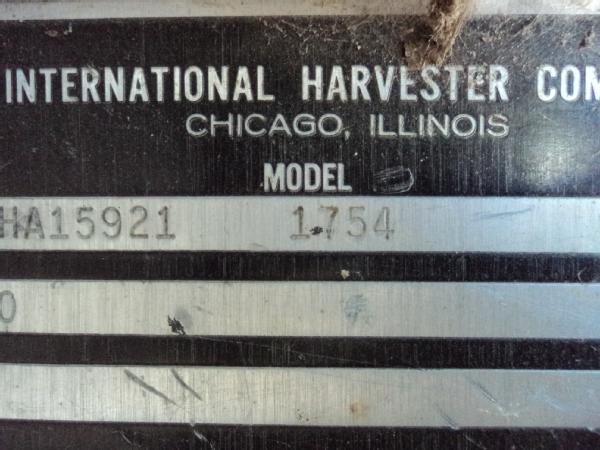 INTERNATIONAL HARVESTER COM
CHICAGO, ILLINOIS
MODEL
HA15921 1754
0